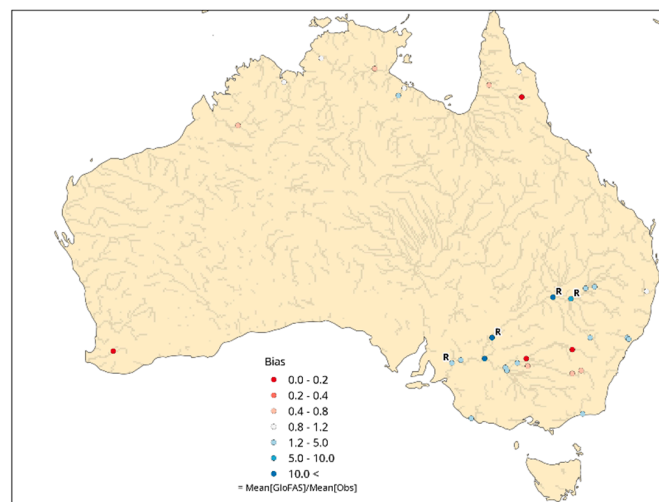 R
R
R
R
Bias
0.0 - 0.2
0.2 - 0.4
0.4 - 0.8
0.8 - 1.2
1.2 - 5.0
5.0 - 10.0
10.0 <
= Mean[GloFAS]/Mean[Obs]